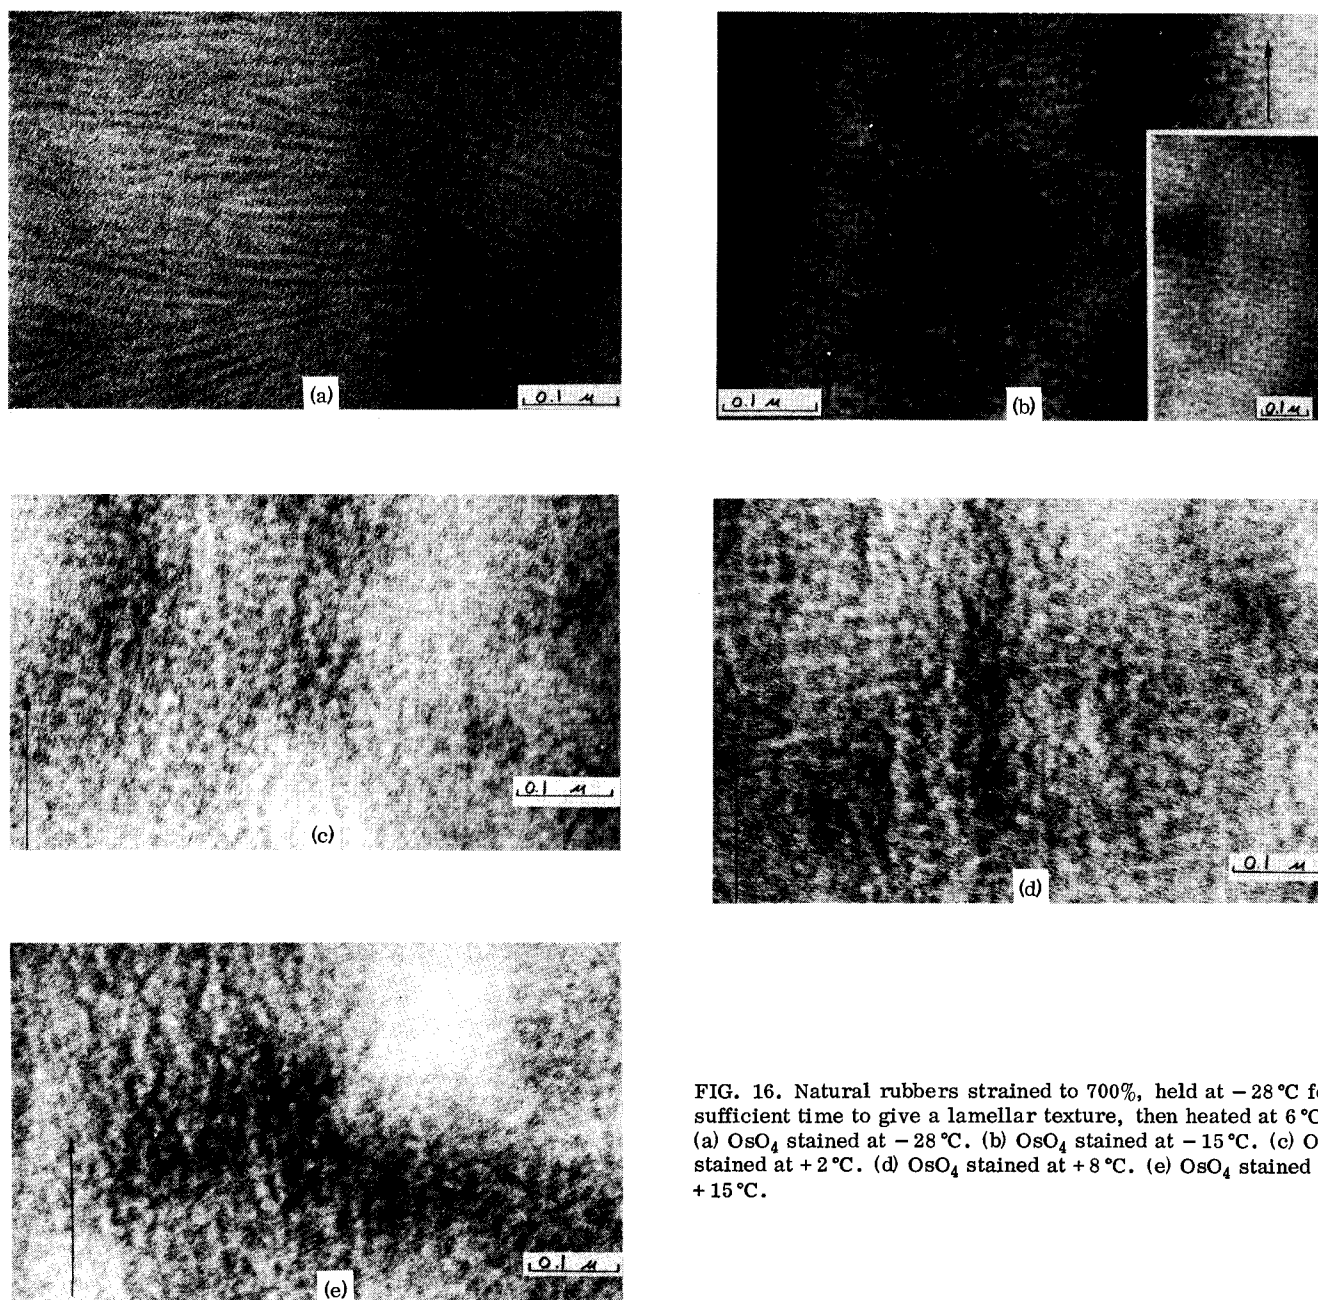 (a)
0.1 μ
0.1 μ
(b)
0.1 μ
(c)
0.1 μ
(d)
0.1 μ
(e)
0.1 μ
FIG. 16. Natural rubbers strained to 700%, held at − 28 °C
sufficient time to give a lamellar texture, then heated at 6 °C
(a) OsO₄ stained at − 28 °C. (b) OsO₄ stained at − 15 °C. (c)
stained at + 2 °C. (d) OsO₄ stained at + 8 °C. (e) OsO₄ stained
+ 15 °C.